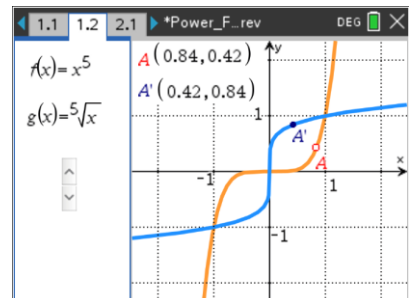 1.1 1.2 2.1 *Power_F...rev DEG
f(x)=x⁵
g(x)=⁵√x
A(0.84,0.42)
A'(0.42,0.84)
y
1
A'
A
x
-1
1
-1